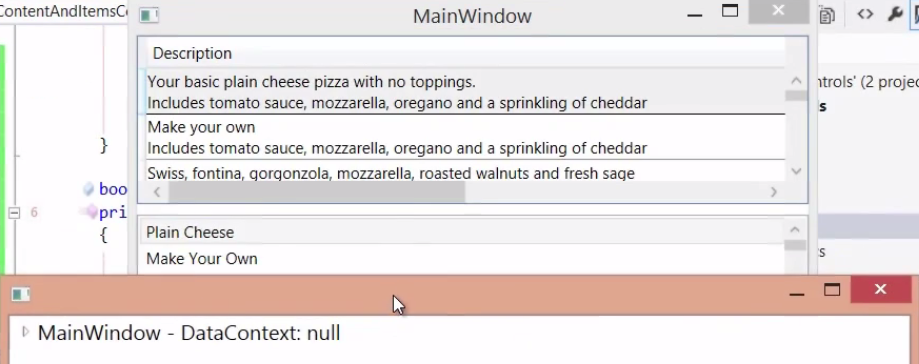 ContentAndItemsCo
MainWindow
Description
Your basic plain cheese pizza with no toppings.
Includes tomato sauce, mozzarella, oregano and a sprinkling of cheddar
Make your own
Includes tomato sauce, mozzarella, oregano and a sprinkling of cheddar
Swiss, fontina, gorgonzola, mozzarella, roasted walnuts and fresh sage
ntrols' (2 projec
s
}
boo
6 pri
{
Plain Cheese
Make Your Own
rs
MainWindow - DataContext: null